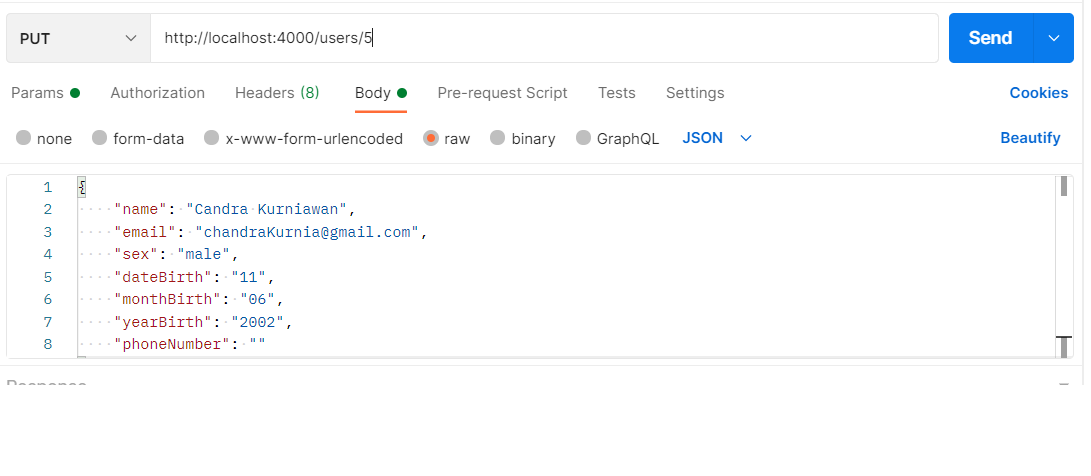 PUT http://localhost:4000/users/5 Send
Params Authorization Headers (8) Body Pre-request Script Tests Settings Cookies
none form-data x-www-form-urlencoded raw binary GraphQL JSON Beautify
1 {
2 "name": "Candra Kurniawan",
3 "email": "chandraKurnia@gmail.com",
4 "sex": "male",
5 "dateBirth": "11",
6 "monthBirth": "06",
7 "yearBirth": "2002",
8 "phoneNumber": ""
Response